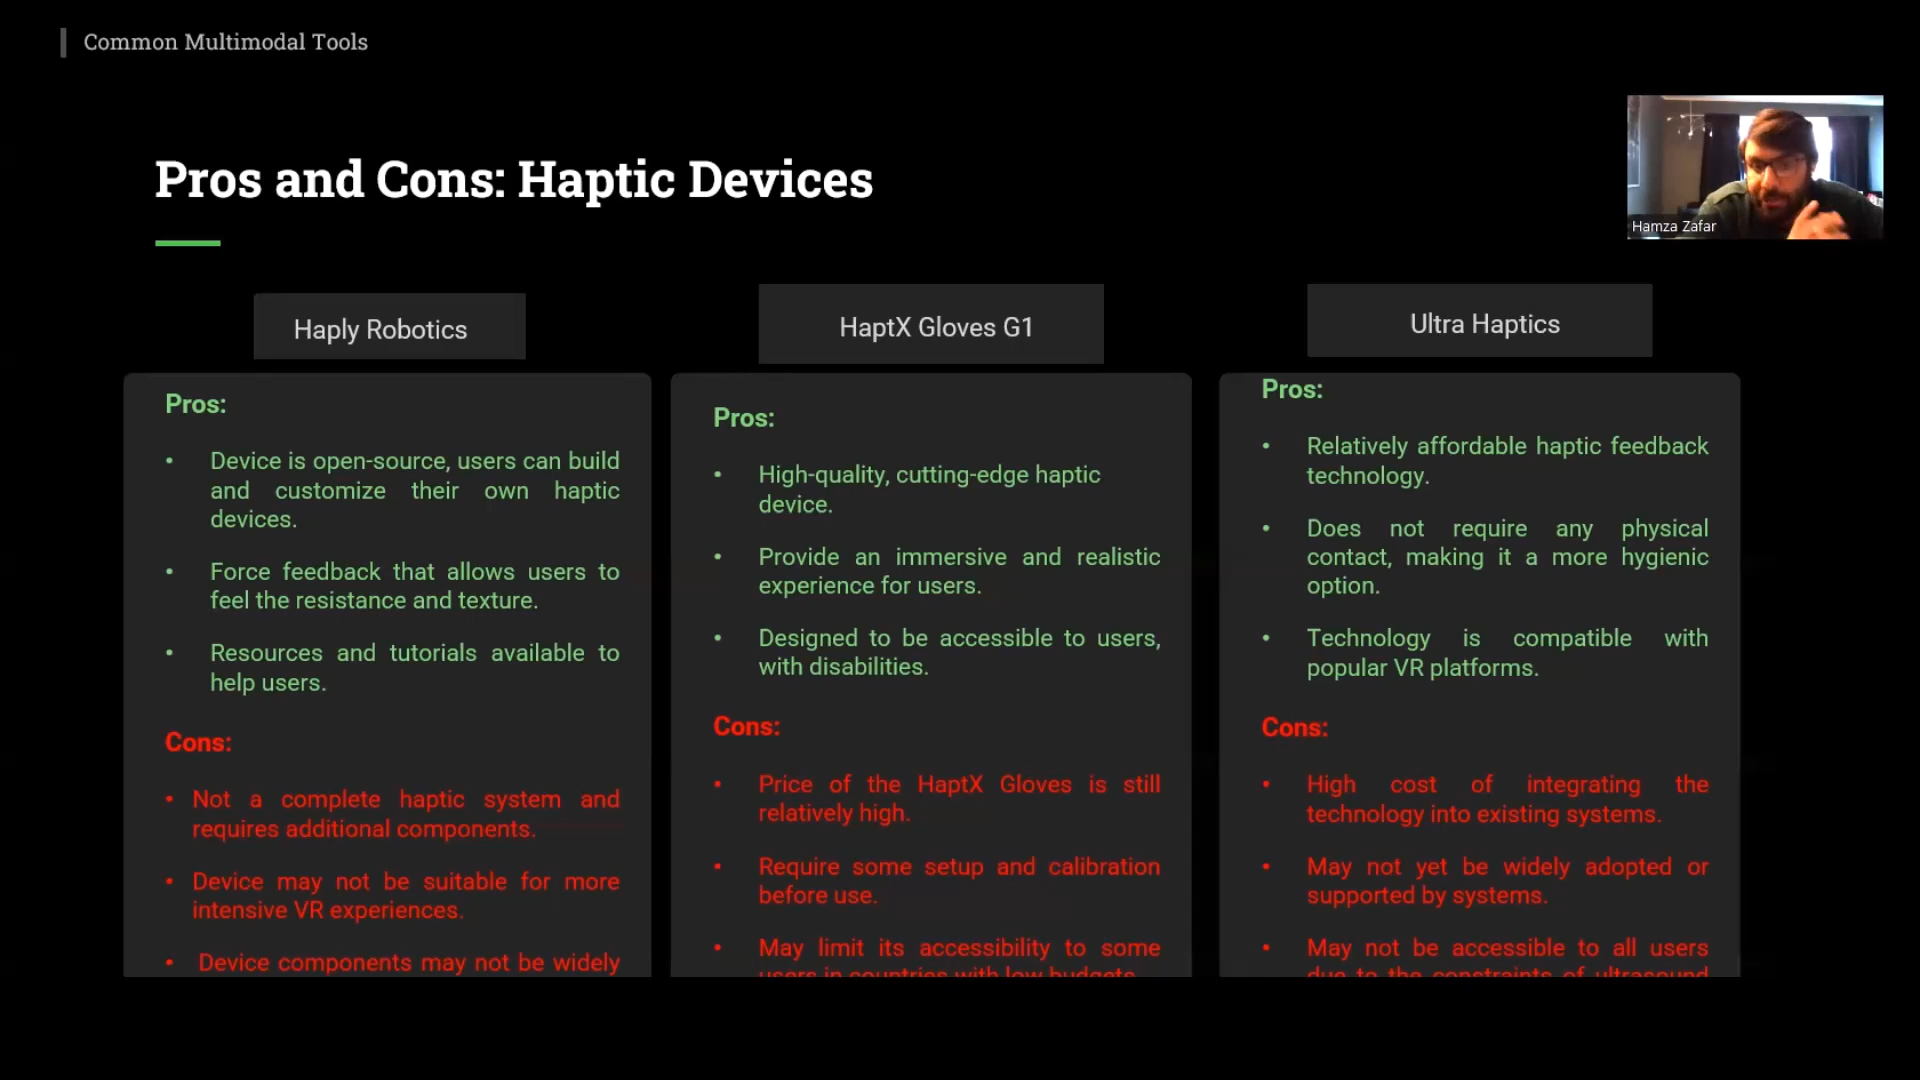 Common Multimodal Tools
Pros and Cons: Haptic Devices
Hamza Zafar
Haply Robotics
Pros:
• Device is open-source, users can build
and customize their own haptic
devices.
• Force feedback that allows users to
feel the resistance and texture.
• Resources and tutorials available to
help users.
Cons:
• Not a complete haptic system and
requires additional components.
• Device may not be suitable for more
intensive VR experiences.
• Device components may not be widely
HaptX Gloves G1
Pros:
• High-quality, cutting-edge haptic
device.
• Provide an immersive and realistic
experience for users.
• Designed to be accessible to users,
with disabilities.
Cons:
• Price of the HaptX Gloves is still
relatively high.
• Require some setup and calibration
before use.
• May limit its accessibility to some
users in countries with low budgets.
Ultra Haptics
Pros:
• Relatively affordable haptic feedback
technology.
• Does not require any physical
contact, making it a more hygienic
option.
• Technology is compatible with
popular VR platforms.
Cons:
• High cost of integrating the
technology into existing systems.
• May not yet be widely adopted or
supported by systems.
• May not be accessible to all users
due to the constraints of ultrasound